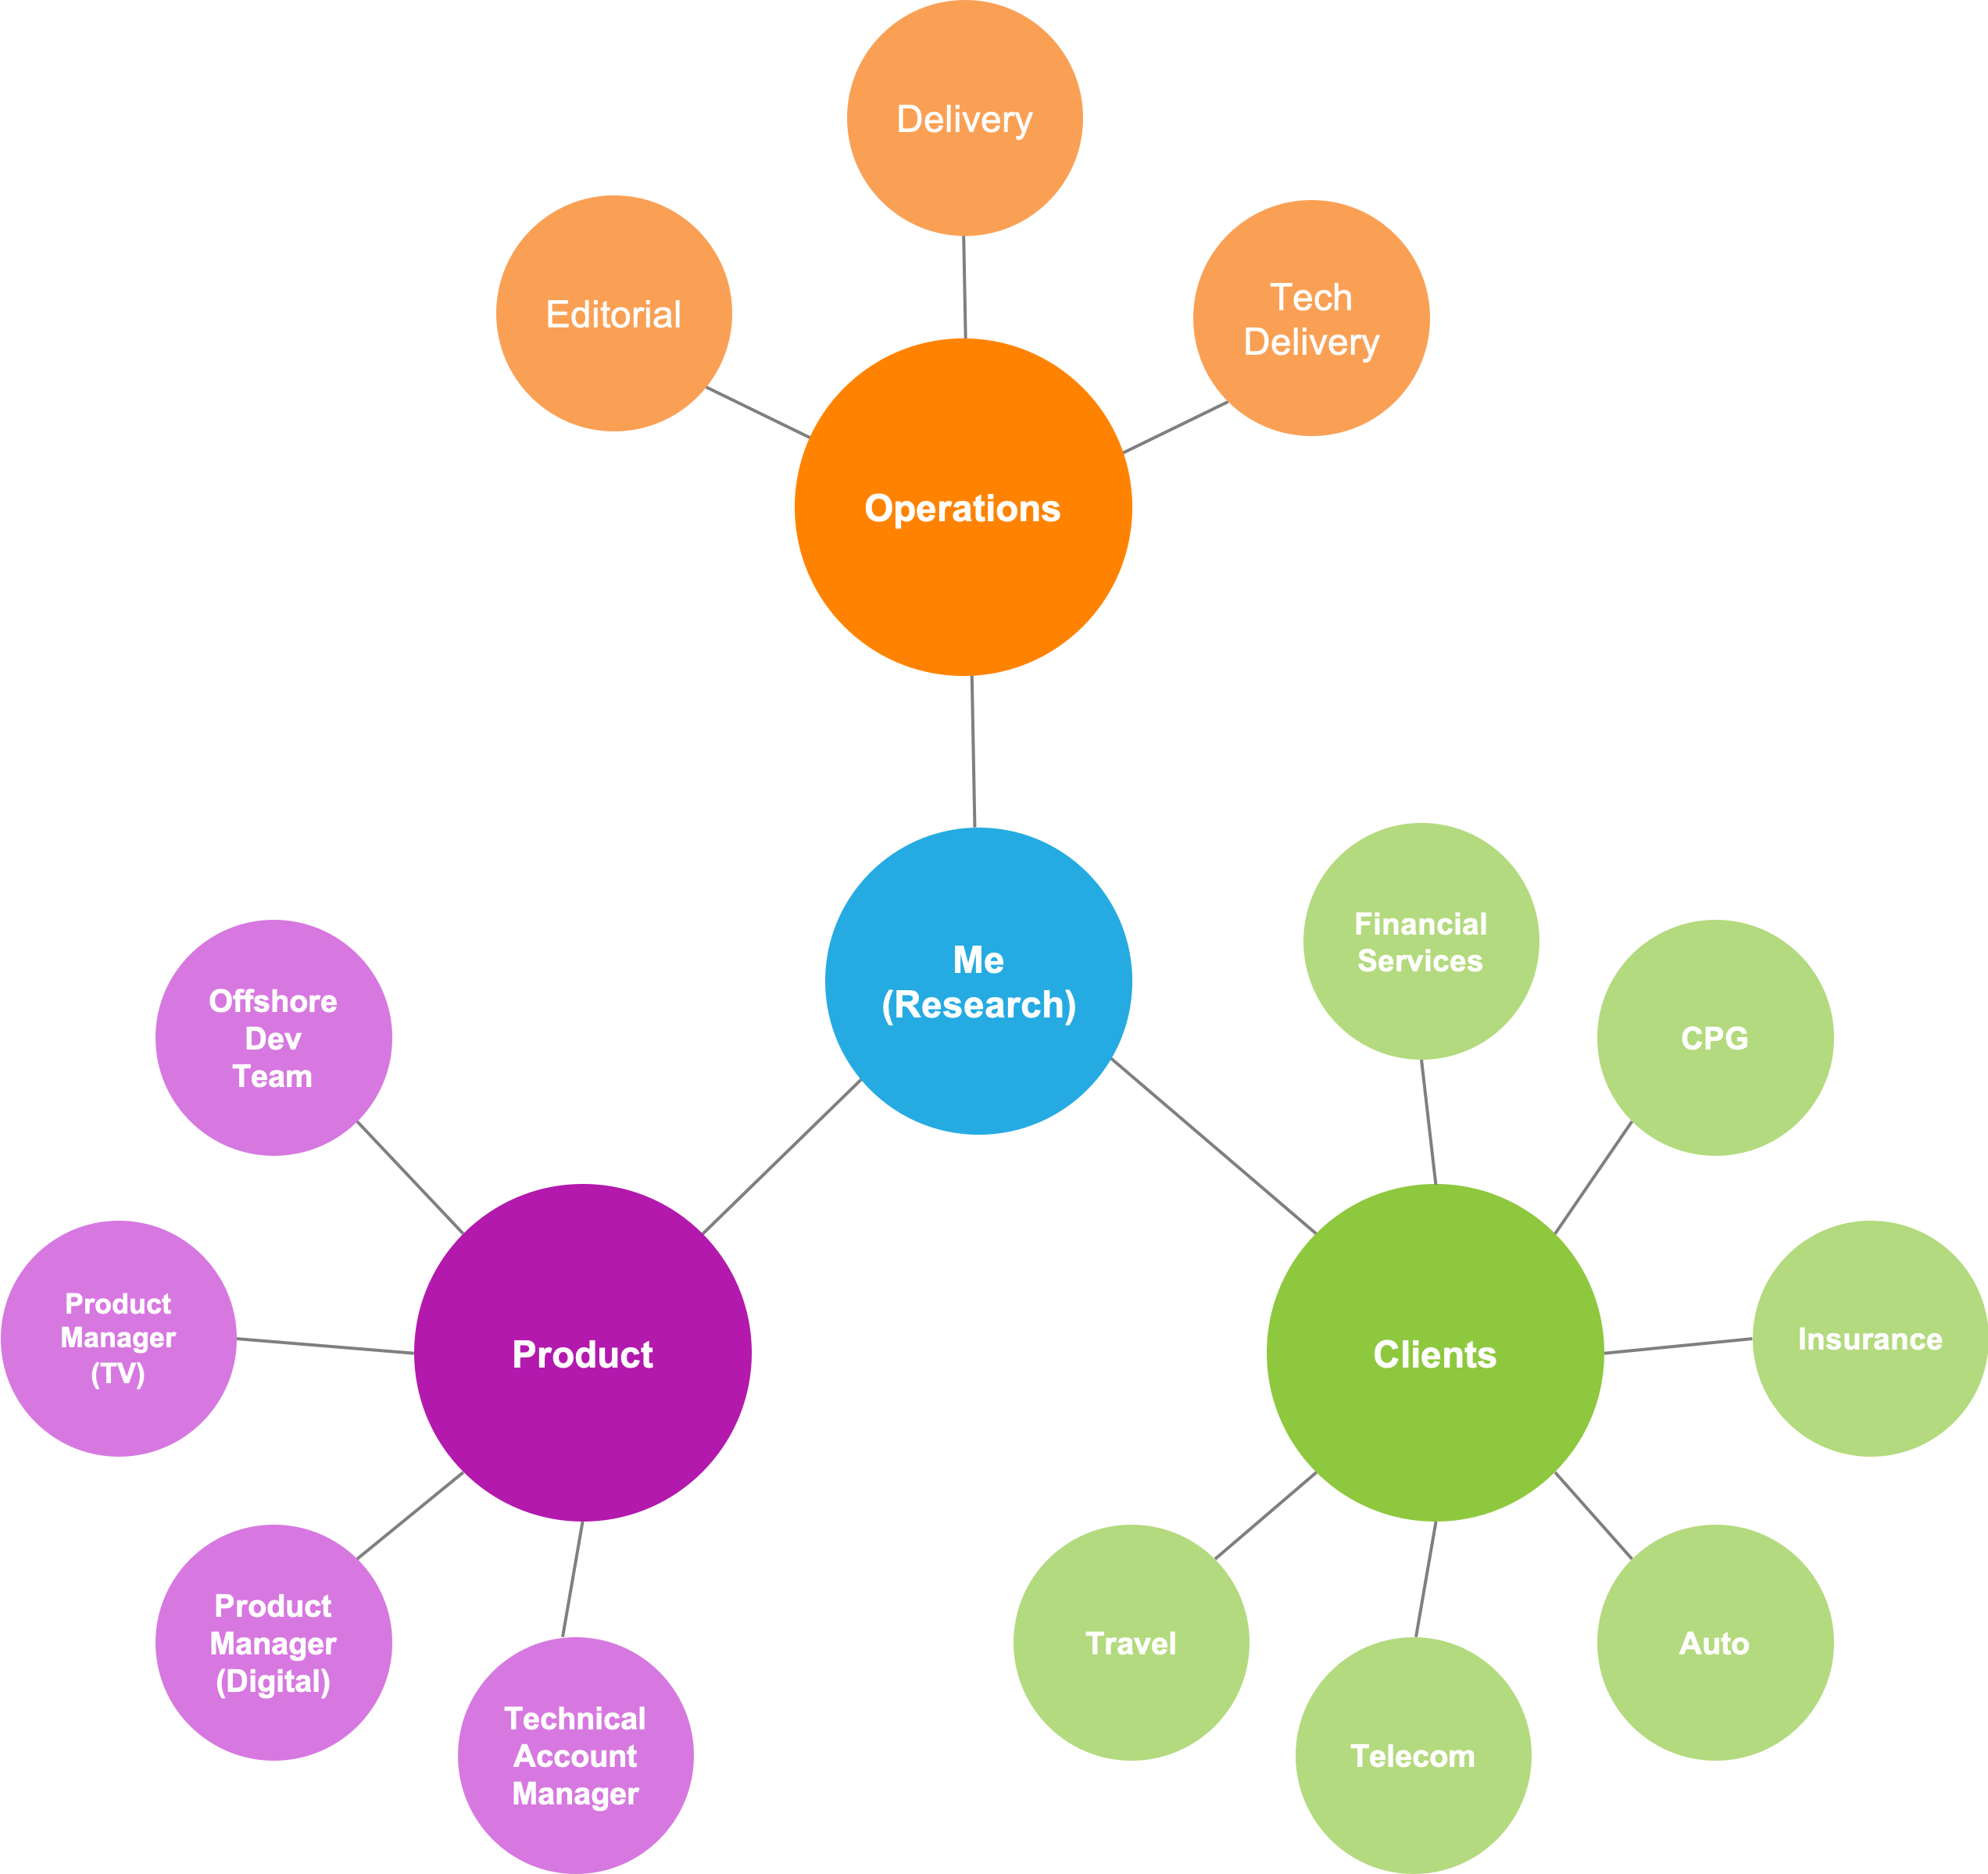 Delivery
Editorial
Tech
Delivery
Operations
Me
(Research)
Financial
Services
CPG
Offshore
Dev
Team
Product
Manager
(TV)
Product
Clients
Insurance
Product
Manager
(Digital)
Technical
Account
Manager
Travel
Telecom
Auto